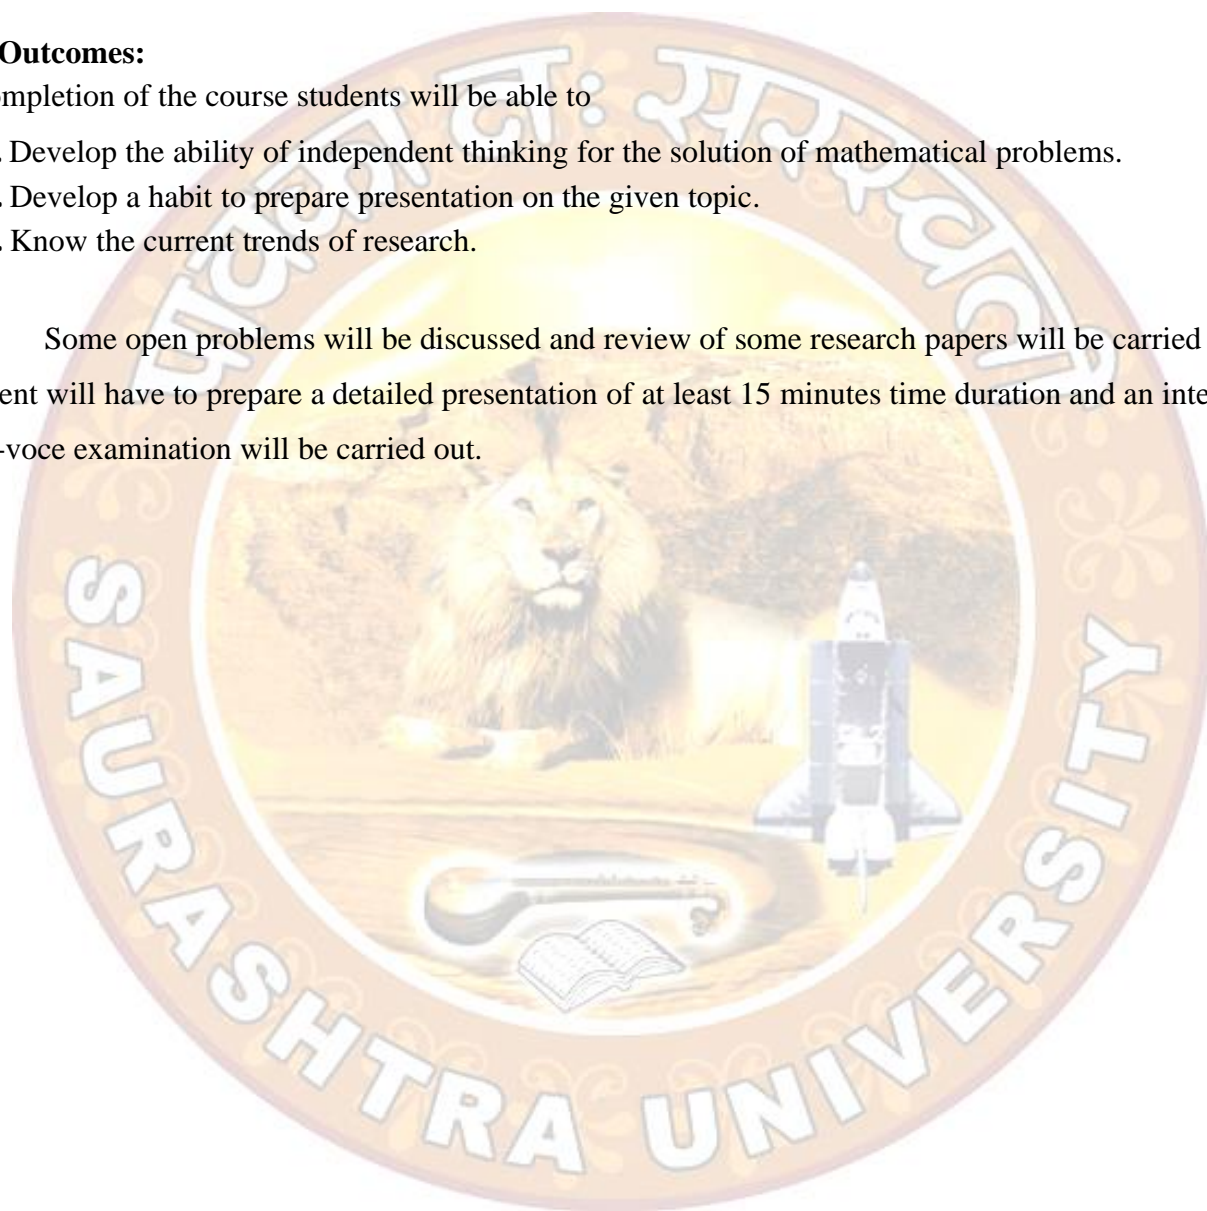 Outcomes:
ompletion of the course students will be able to
. Develop the ability of independent thinking for the solution of mathematical problems.
. Develop a habit to prepare presentation on the given topic.
. Know the current trends of research.
Some open problems will be discussed and review of some research papers will be carried
ent will have to prepare a detailed presentation of at least 15 minutes time duration and an inte
-voce examination will be carried out.
पावका नः सरस्वती
SAURASHTRA UNIVERSITY